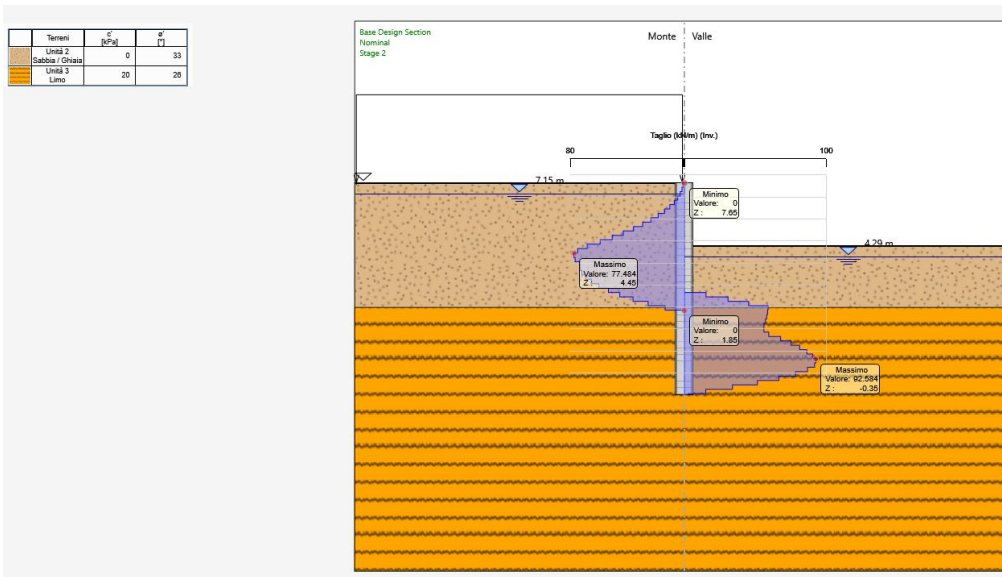 Terreni c' ø'
[kPa] [°]
Unità 2
Sabbia / Ghiaia 0 33
Unità 3
Limo 20 26
Base Design Section
Nominal
Stage 2
Monte Valle
Taglio (kN/m) (Inv.)
80 100
7.15 m
Minimo
Valore: 0
Z : 7.65
4.29 m
Massimo
Valore: 77.484
Z : 4.45
Minimo
Valore: 0
Z : 1.85
Massimo
Valore: 92.584
Z : -0.35